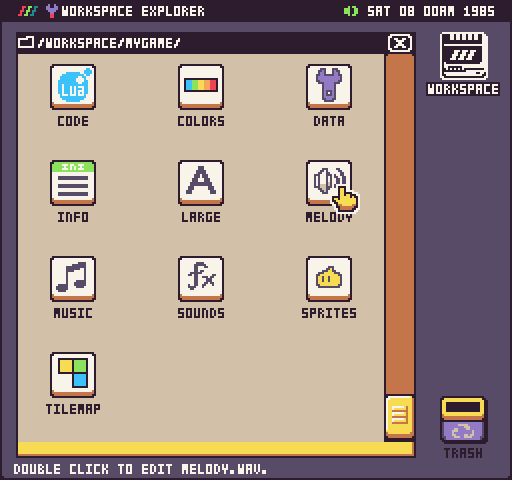 WORKSPACE EXPLORER
SAT 08 00AM 1985
/WORKSPACE/MYGAME/
WORKSPACE
Lua
CODE
COLORS
DATA
INI
INFO
A
LARGE
MELODY
MUSIC
fx
SOUNDS
SPRITES
TILEMAP
TRASH
DOUBLE CLICK TO EDIT MELODY.WAV.